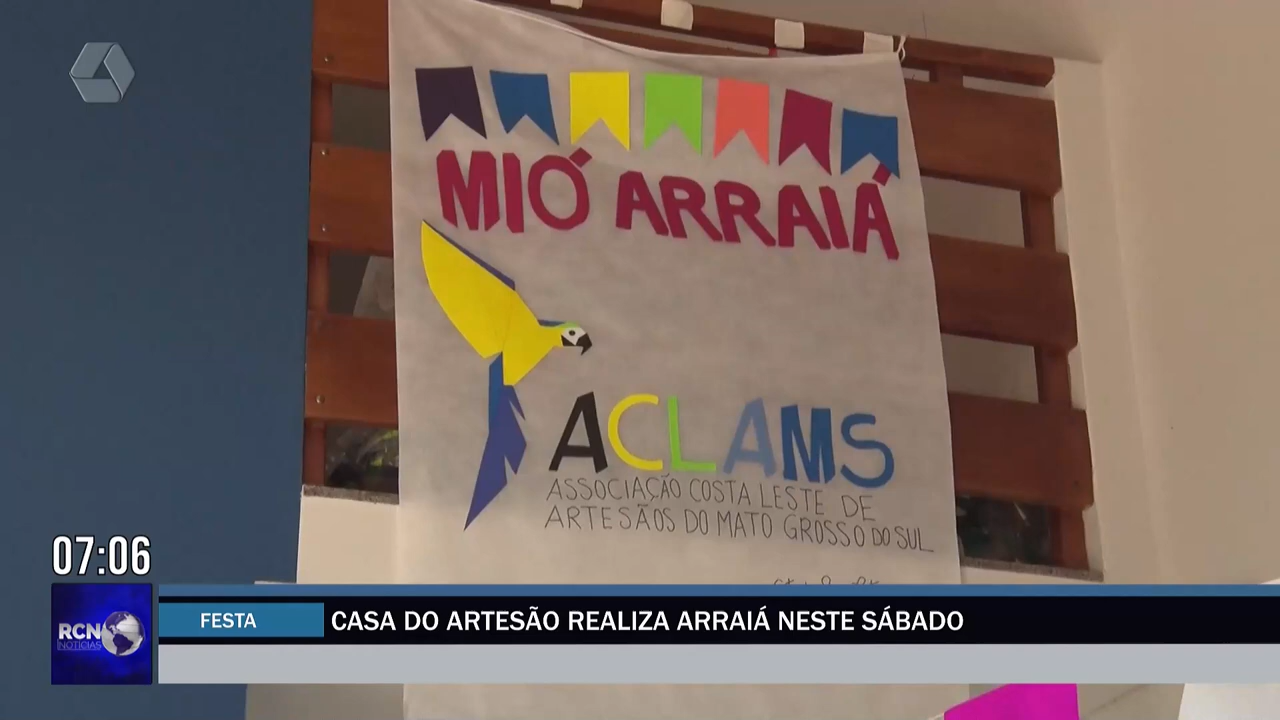 MIÓ ARRAIÁ
ACLAMS
ASSOCIAÇÃO COSTA LESTE DE
ARTESÃOS DO MATO GROSSO DO SUL
07:06
RCN
NOTÍCIAS
FESTA
CASA DO ARTESÃO REALIZA ARRAIÁ NESTE SÁBADO